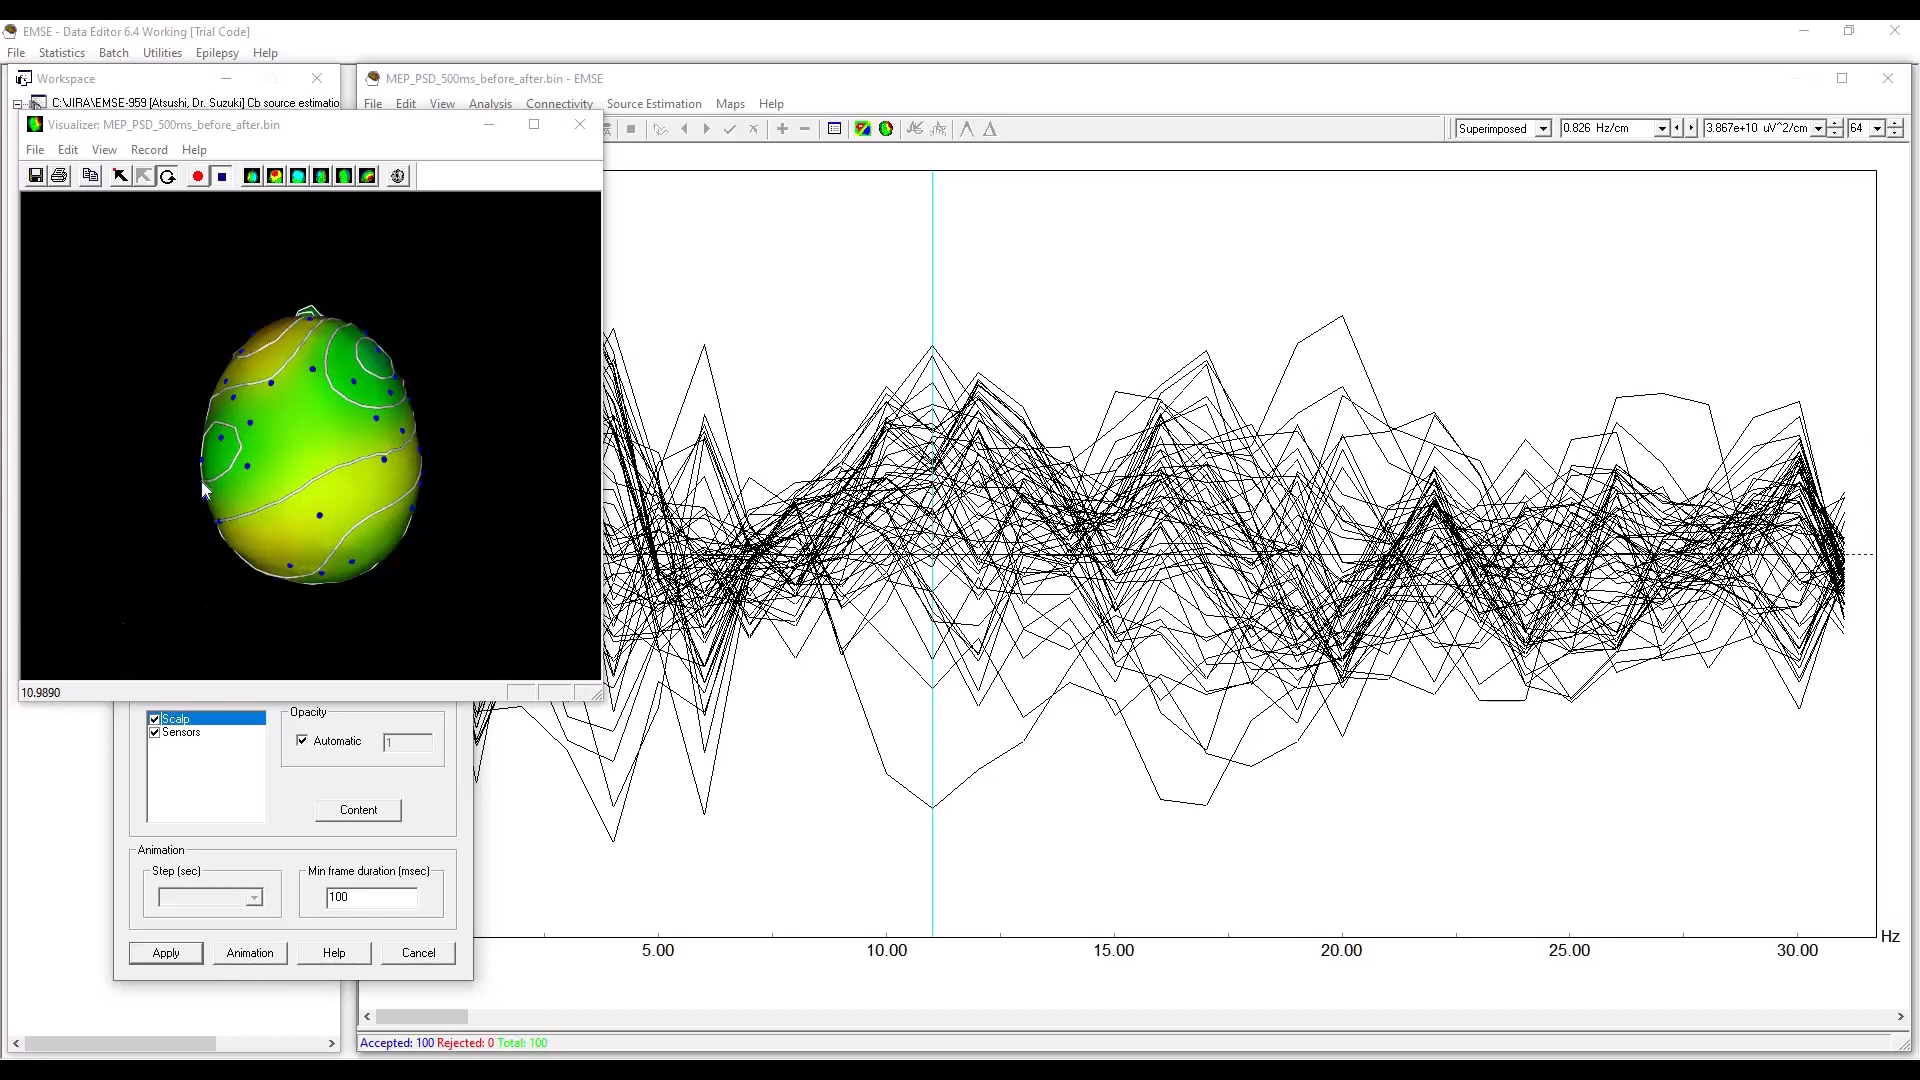 EMSE - Data Editor 6.4 Working [Trial Code]
File Statistics Batch Utilities Epilepsy Help
Workspace
C:\JIRA\EMSE-959 [Atsushi, Dr. Suzuki] Cb source estimatio
MEP_PSD_500ms_before_after.bin - EMSE
File Edit View Analysis Connectivity Source Estimation Maps Help
Superimposed 0.826 Hz/cm 3.867e+10 uV^2/cm 64
Visualizer: MEP_PSD_500ms_before_after.bin
File Edit View Record Help
10.9890
Scalp
Sensors
Opacity
Automatic 1
Content
Animation
Step (sec) Min frame duration (msec)
100
Apply Animation Help Cancel
5.00 10.00 15.00 20.00 25.00 30.00 Hz
Accepted: 100 Rejected: 0 Total: 100